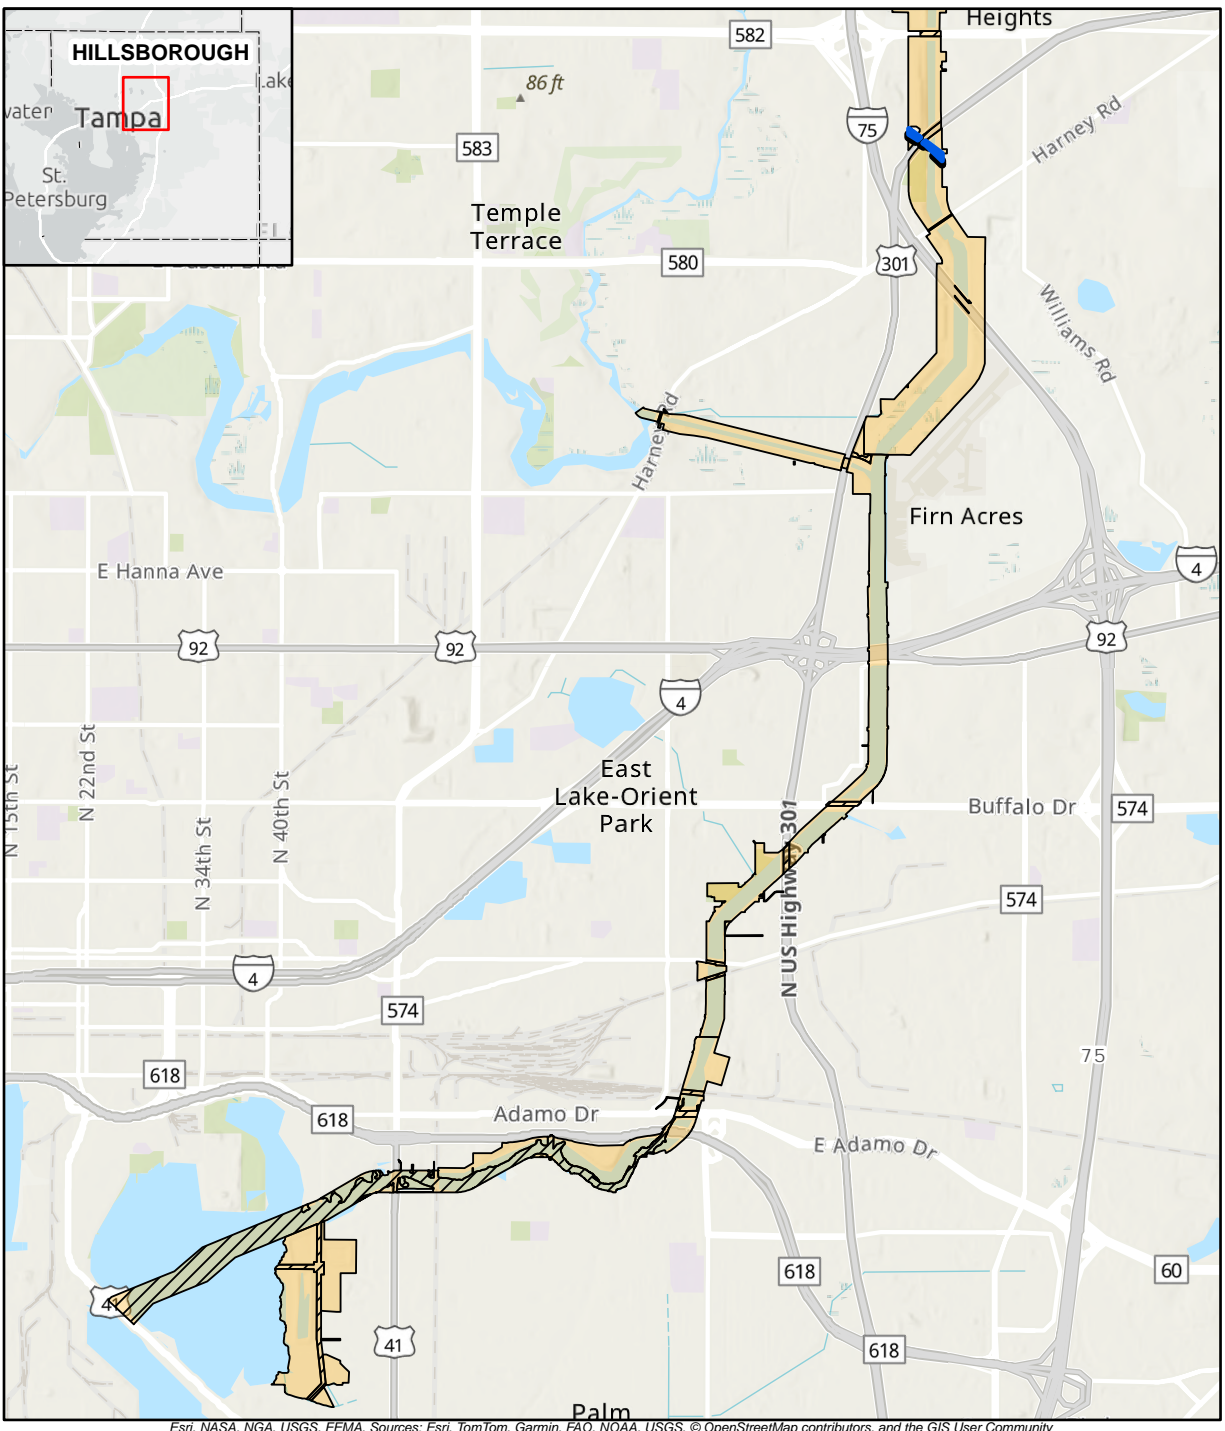 HILLSBOROUGH
Lake
vater
Tampa
St.
Petersburg
Heights
582
86 ft
75
Harney Rd
583
Temple
Terrace
580
301
Williams Rd
Harney Rd
Firn Acres
4
E Hanna Ave
92
92
92
4
N 22nd St
East
Lake-Orient
Park
N 15th St
N 40th St
N 34th St
Buffalo Dr
574
N US Highway 301
574
4
574
75
618
618
Adamo Dr
E Adamo Dr
618
60
41
41
618
Palm
Esri, NASA, NGA, USGS, FEMA, Sources: Esri, TomTom, Garmin, FAO, NOAA, USGS, © OpenStreetMap contributors, and the GIS User Community